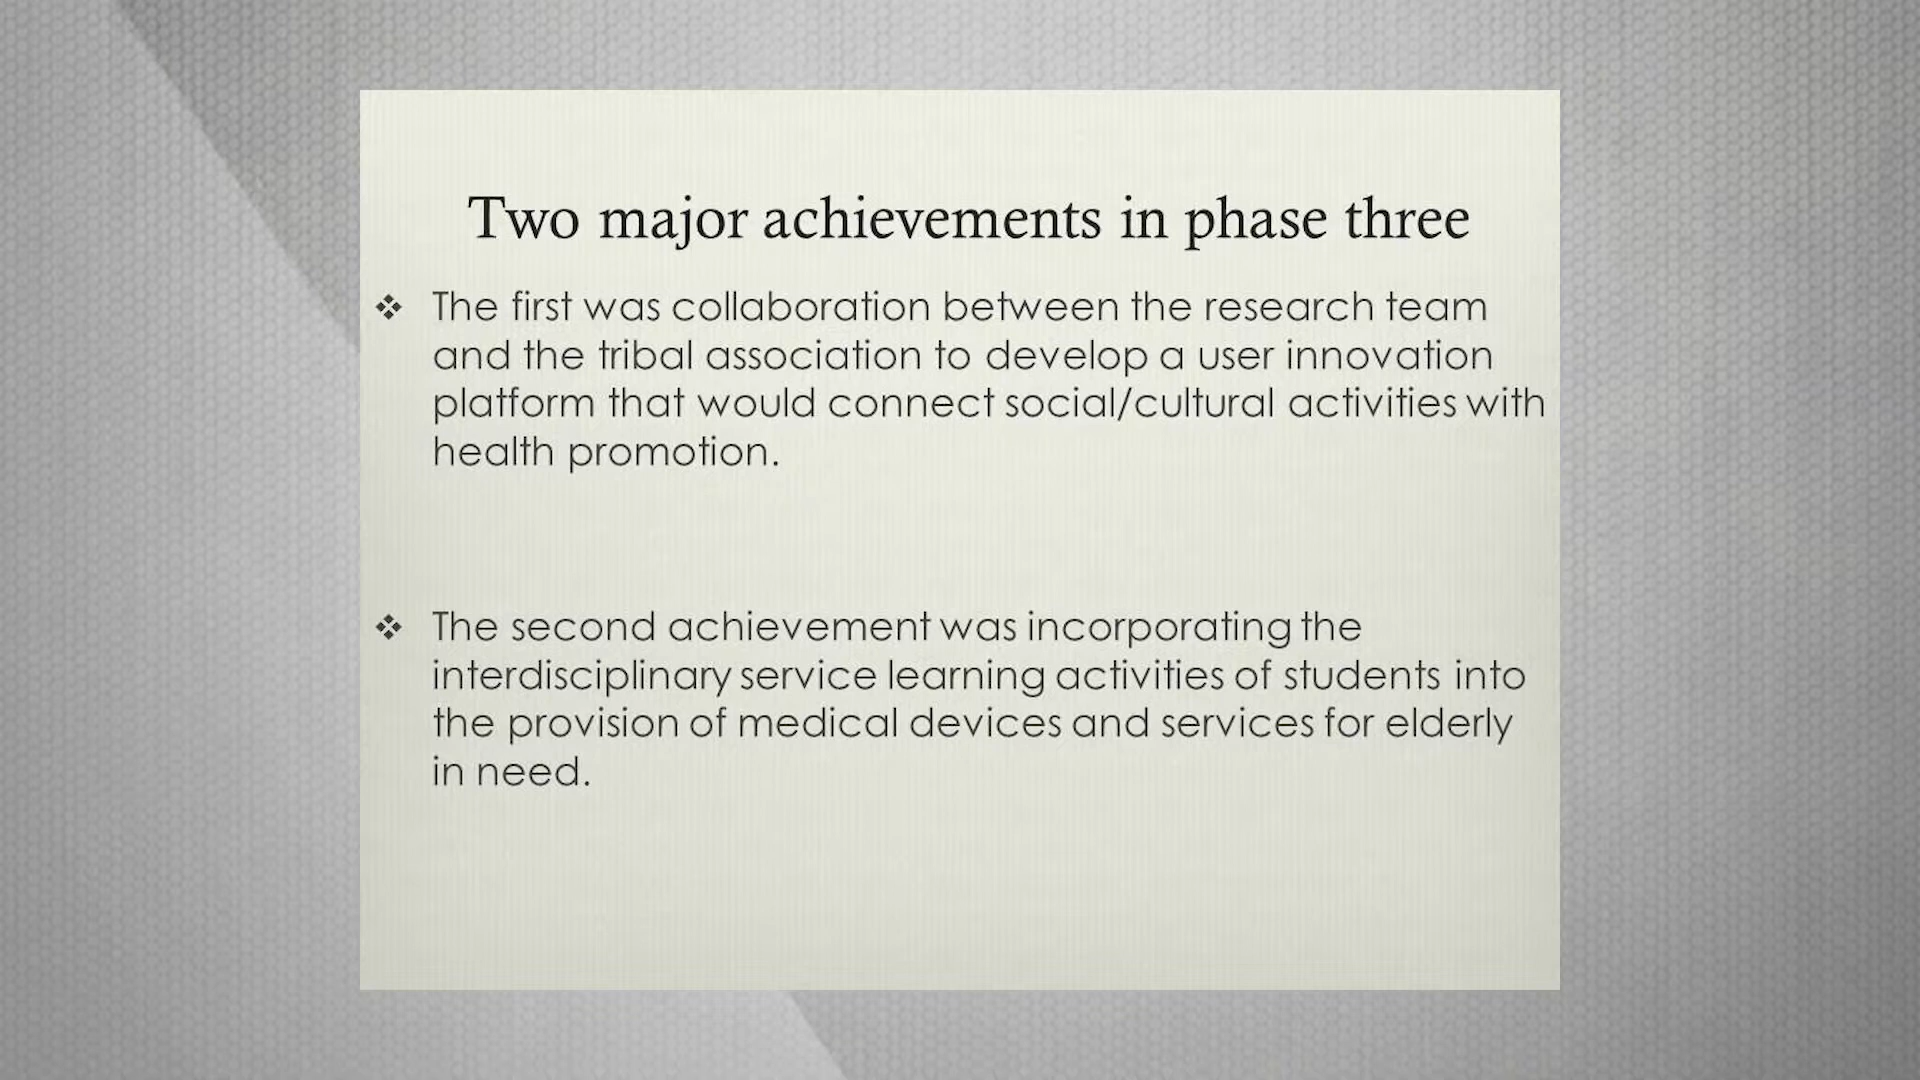 Two major achievements in phase three
❖ The first was collaboration between the research team
and the tribal association to develop a user innovation
platform that would connect social/cultural activities with
health promotion.
❖ The second achievement was incorporating the
interdisciplinary service learning activities of students into
the provision of medical devices and services for elderly
in need.